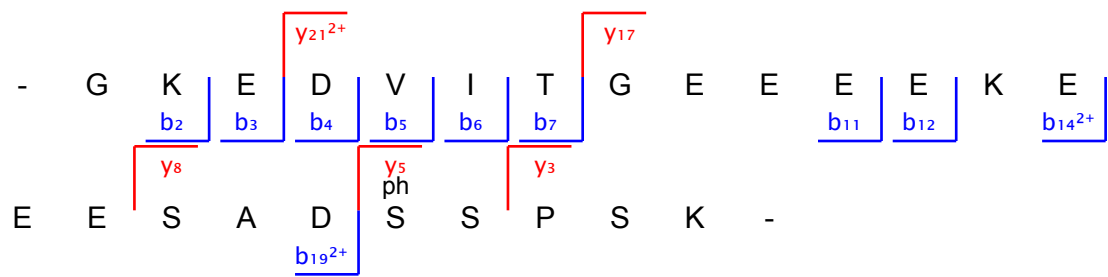 y₂₁²⁺ y₁₇
- G K E D V I T G E E E E K E
b₂ b₃ b₄ b₅ b₆ b₇ b₁₁ b₁₂ b₁₄²⁺
y₈ y₅ y₃
ph
E E S A D S S P S K -
b₁₉²⁺